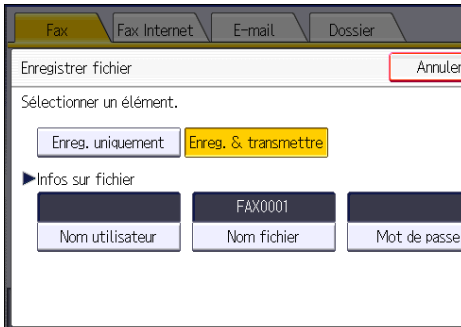 Fax Fax Internet E-mail Dossier
Enregistrer fichier Annuler
Sélectionner un élément.
Enreg. uniquement Enreg. & transmettre
►Infos sur fichier
FAX0001
Nom utilisateur Nom fichier Mot de passe